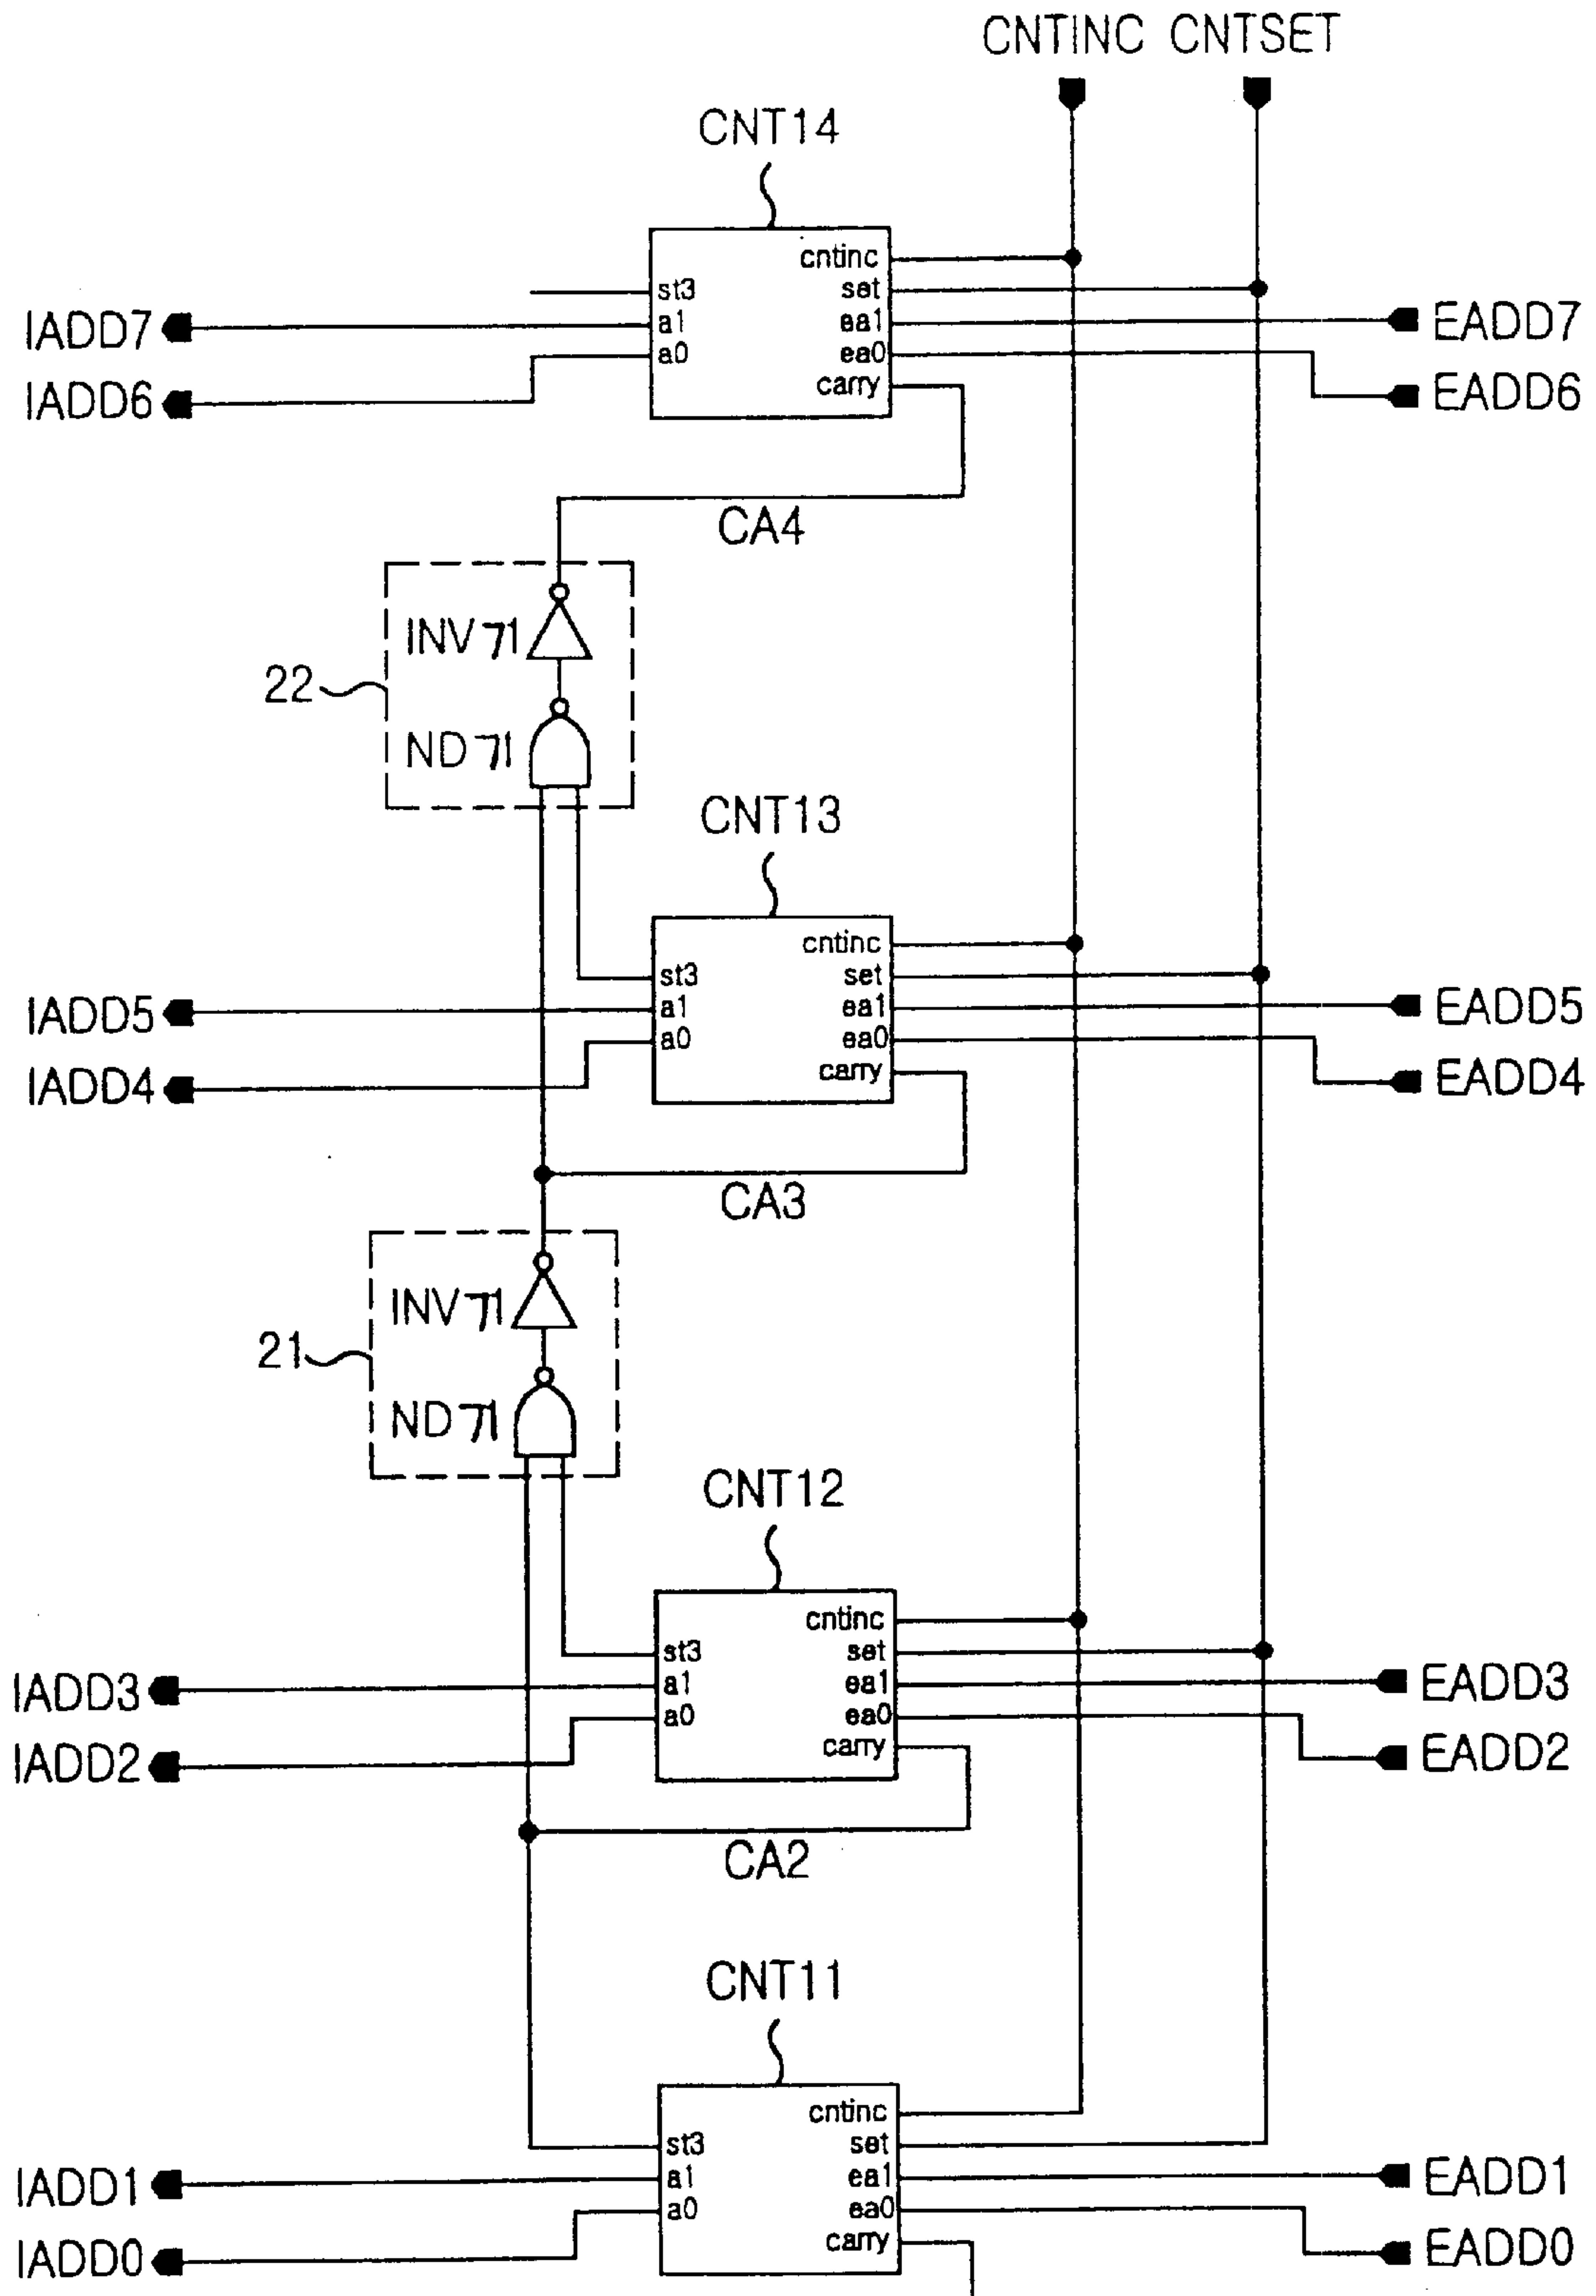 CNTINC CNTSET
CNT14
cntinc
st3 set
IADD7 a1 ea1 EADD7
IADD6 a0 ea0 EADD6
carry
CA4
INV71
22
ND71
CNT13
cntinc
st3 set
IADD5 a1 ea1 EADD5
IADD4 a0 ea0 EADD4
carry
CA3
INV71
21
ND71
CNT12
cntinc
st3 set
IADD3 a1 ea1 EADD3
IADD2 a0 ea0 EADD2
carry
CA2
CNT11
cntinc
st3 set
IADD1 a1 ea1 EADD1
IADD0 a0 ea0 EADD0
carry